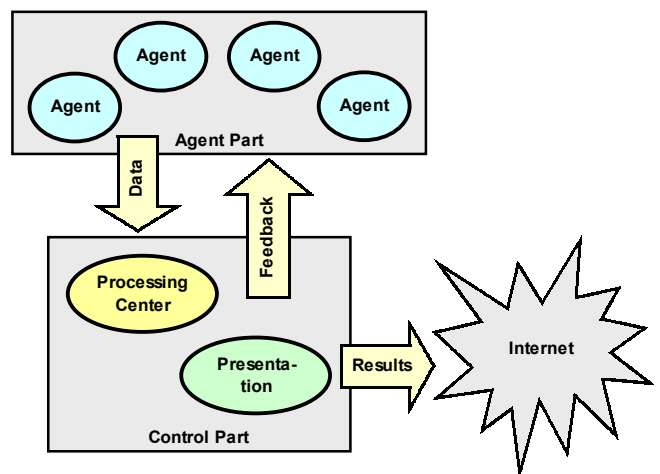 Agent
Agent
Agent
Agent
Agent Part
Data
Feedback
Processing
Center
Presenta-
tion
Results
Internet
Control Part